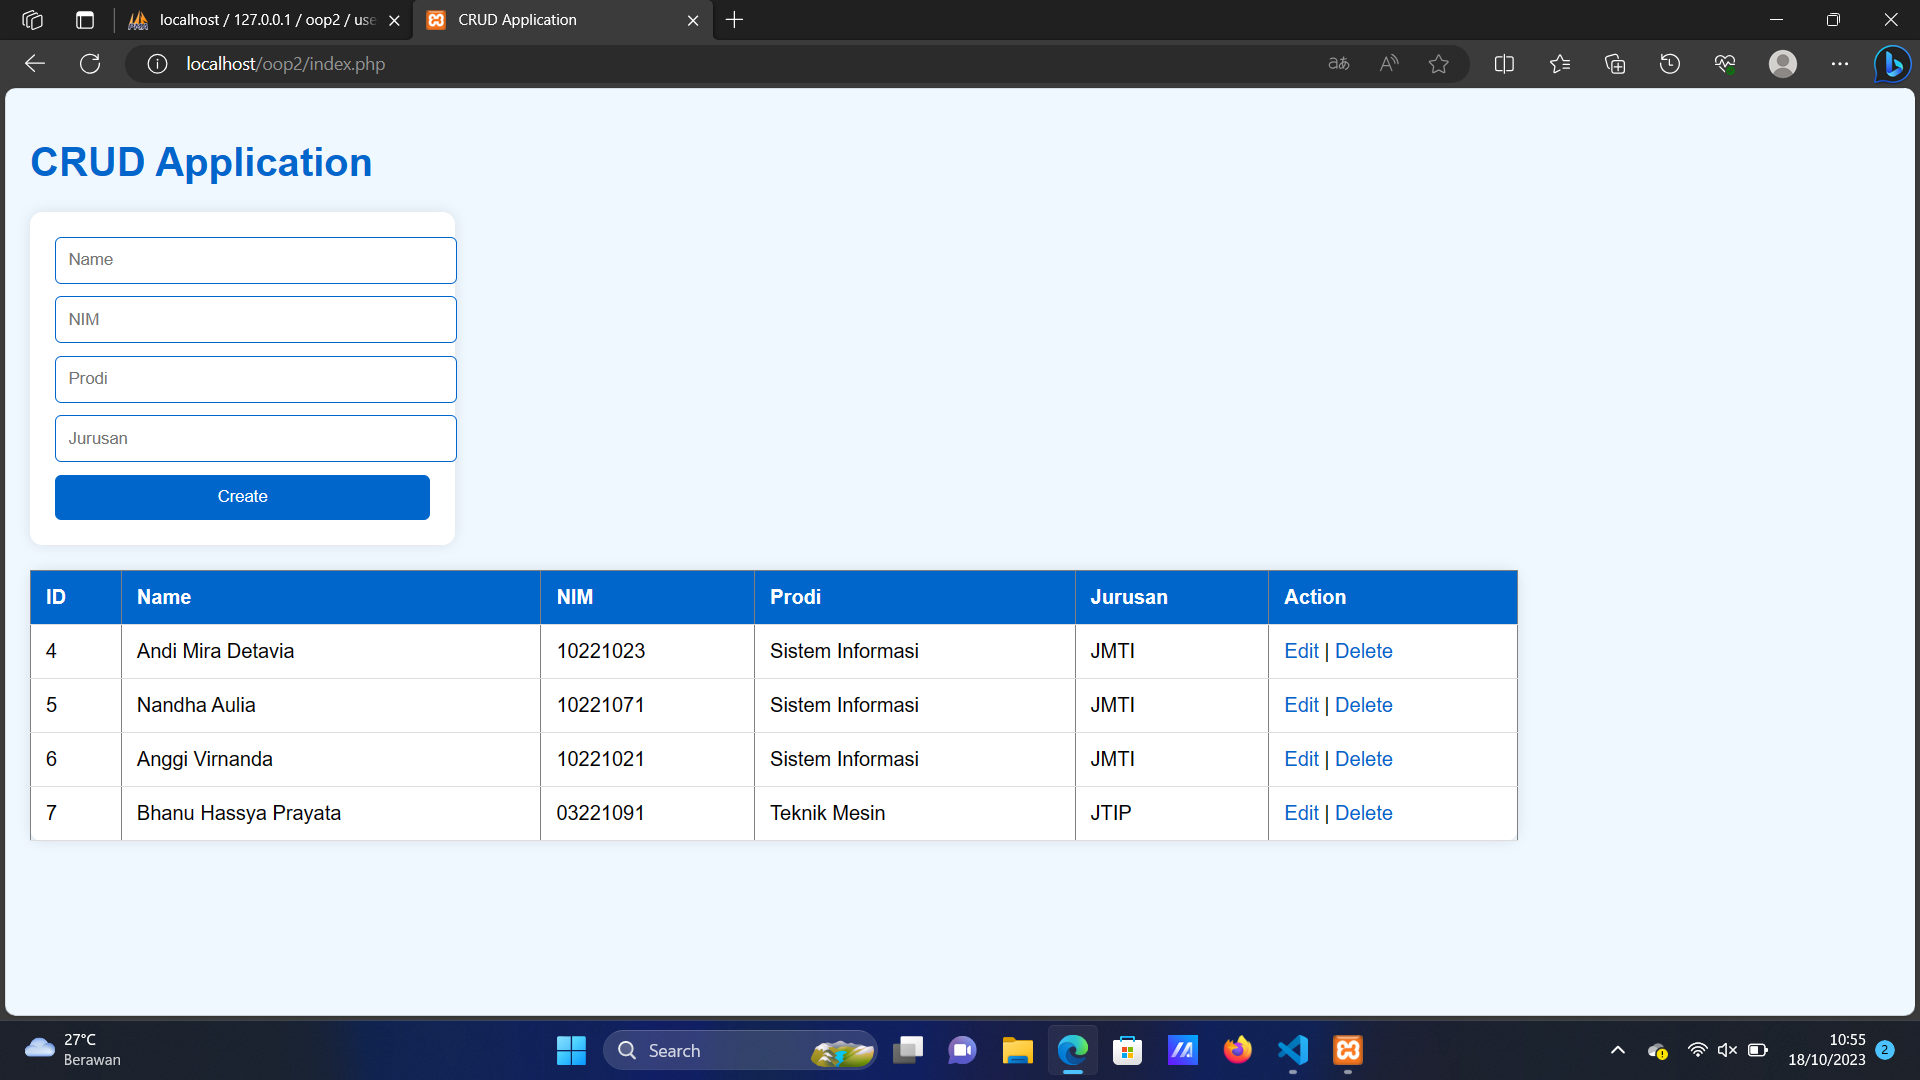 localhost / 127.0.0.1 / oop2 / use
CRUD Application
localhost/oop2/index.php
CRUD Application
Name
NIM
Prodi
Jurusan
Create
ID Name NIM Prodi Jurusan Action
4 Andi Mira Detavia 10221023 Sistem Informasi JMTI Edit | Delete
5 Nandha Aulia 10221071 Sistem Informasi JMTI Edit | Delete
6 Anggi Virnanda 10221021 Sistem Informasi JMTI Edit | Delete
7 Bhanu Hassya Prayata 03221091 Teknik Mesin JTIP Edit | Delete
27°C
Berawan
Search
10:55
18/10/2023
2